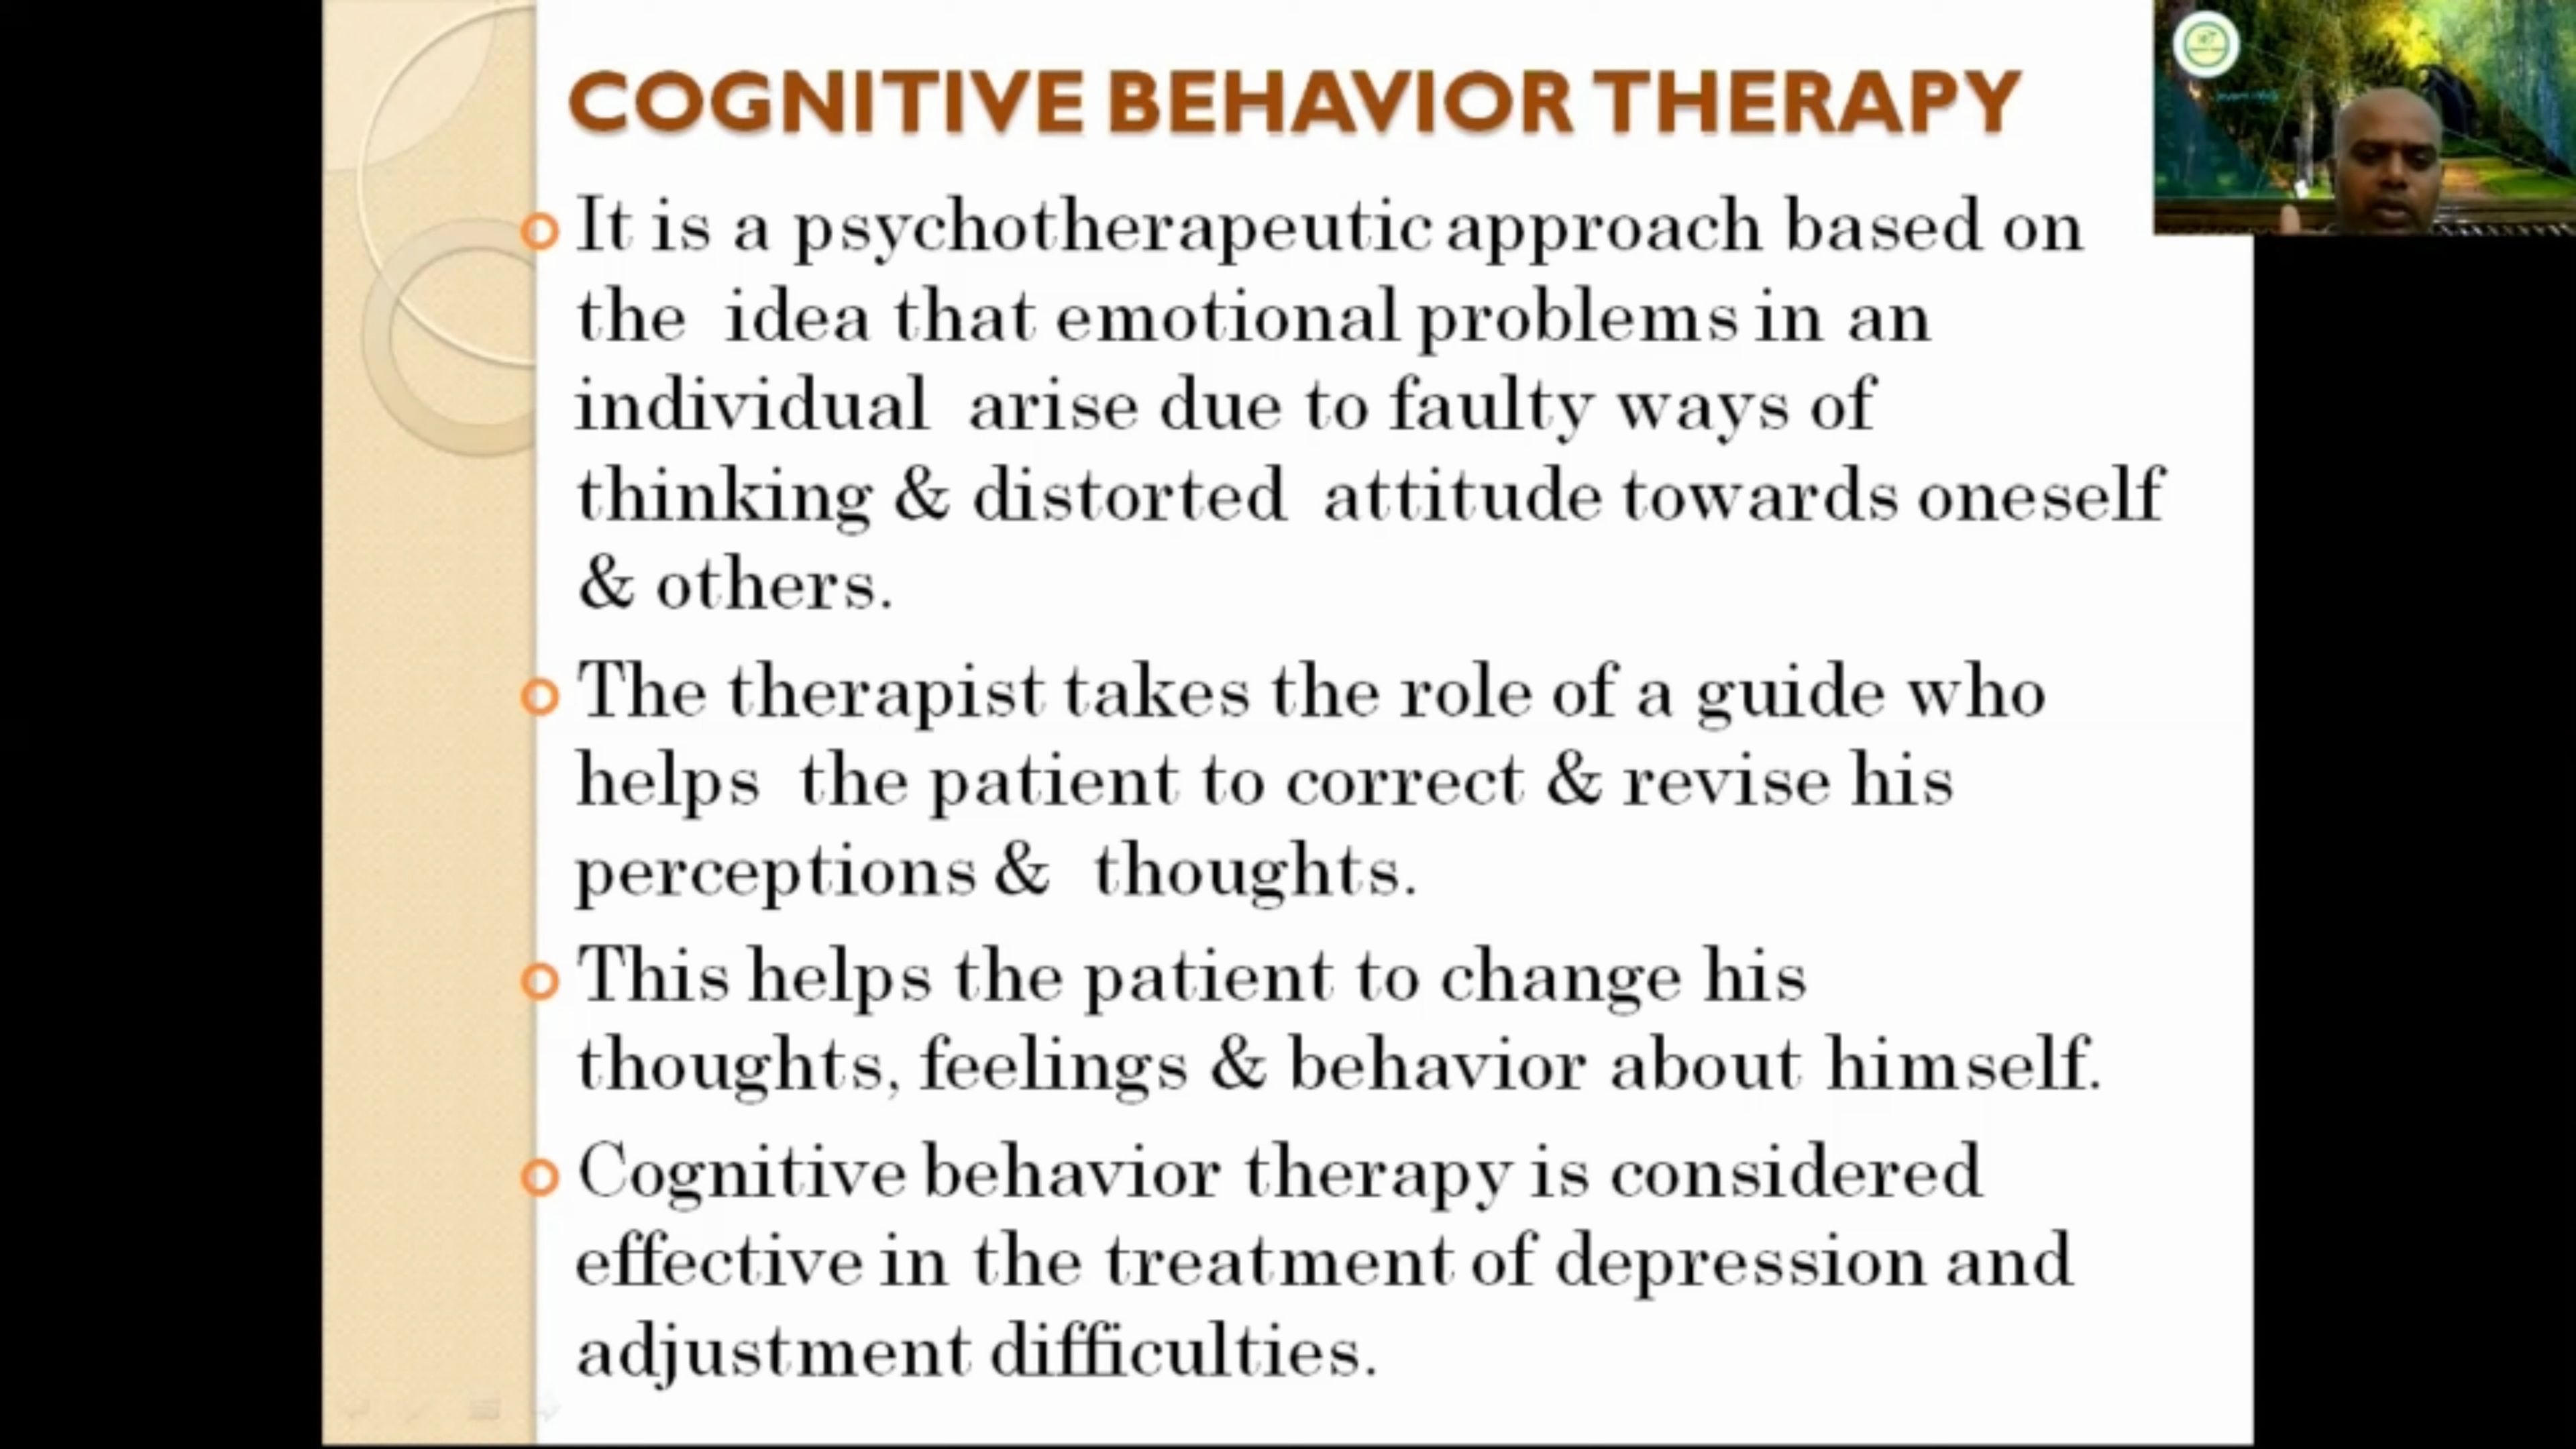 COGNITIVE BEHAVIOR THERAPY
It is a psychotherapeutic approach based on
the idea that emotional problems in an
individual arise due to faulty ways of
thinking & distorted attitude towards oneself
& others.
The therapist takes the role of a guide who
helps the patient to correct & revise his
perceptions & thoughts.
This helps the patient to change his
thoughts, feelings & behavior about himself.
Cognitive behavior therapy is considered
effective in the treatment of depression and
adjustment difficulties.